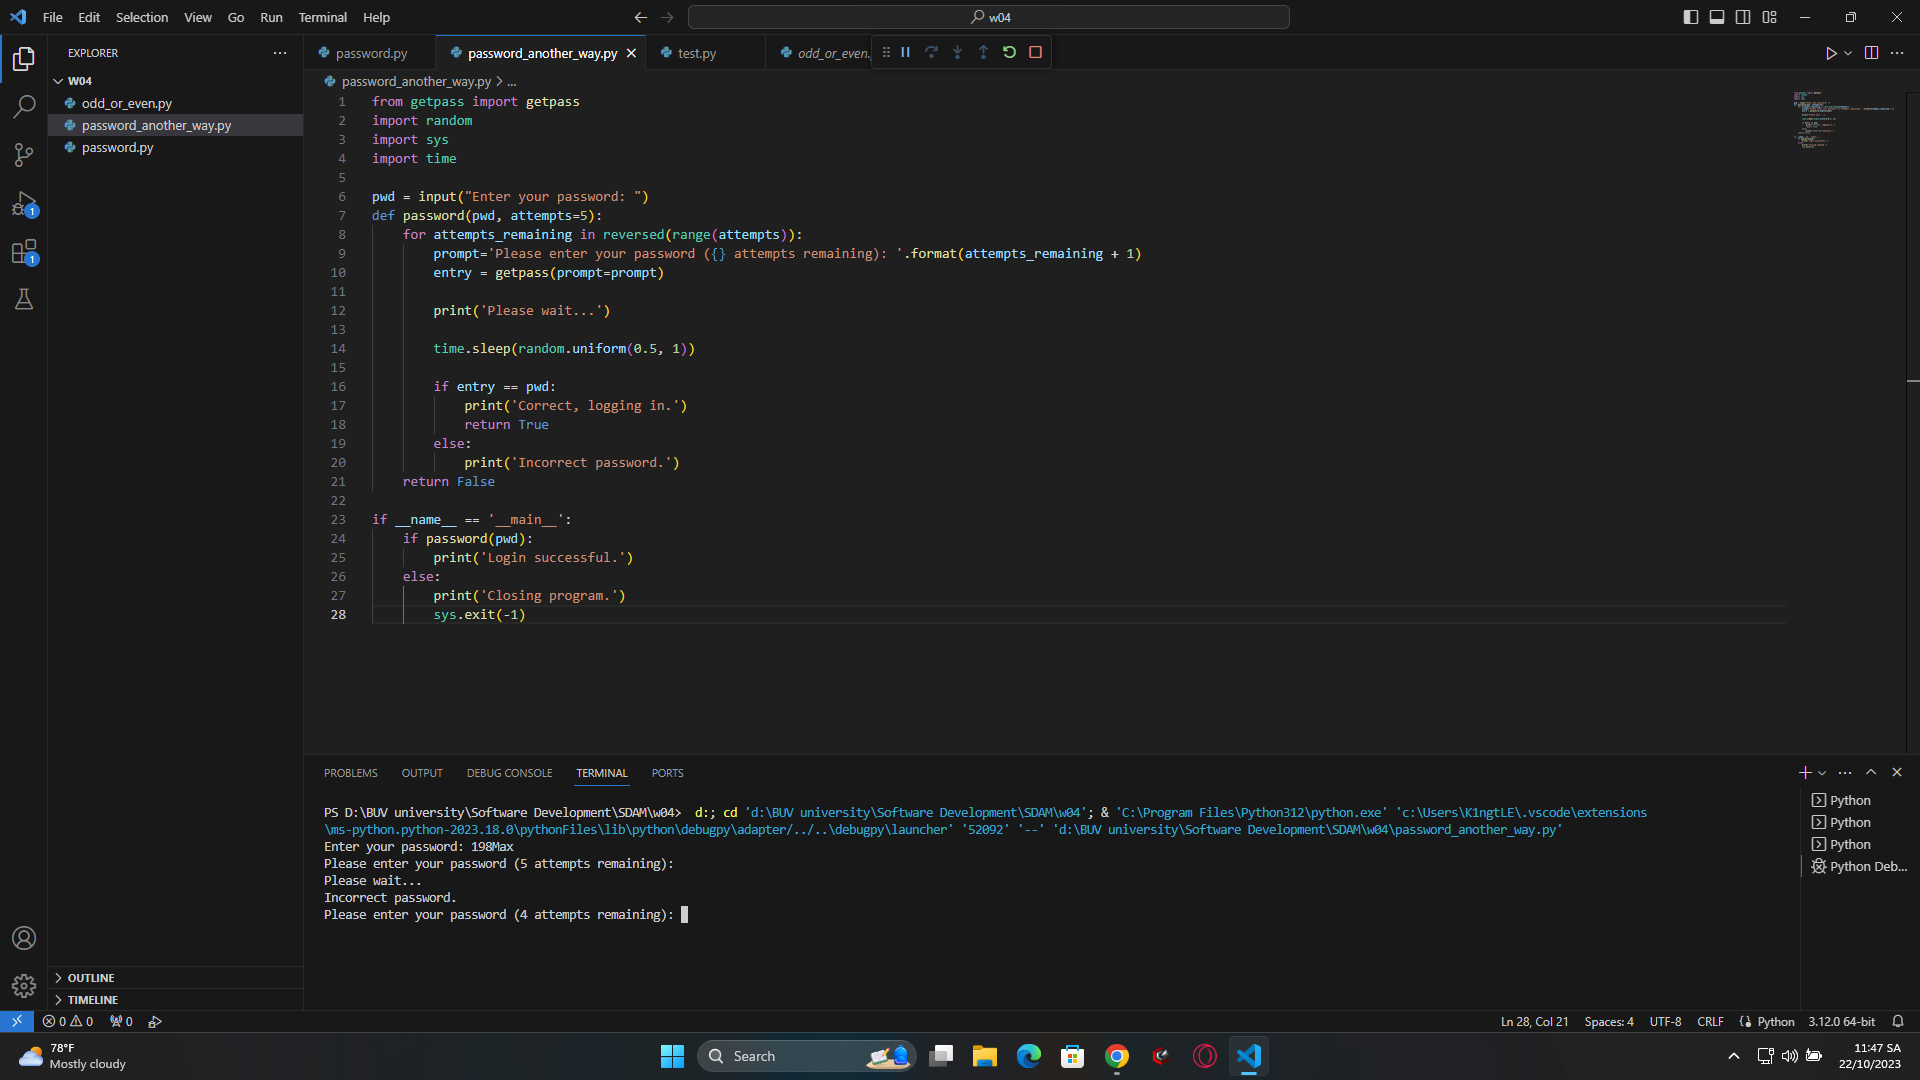 File Edit Selection View Go Run Terminal Help
w04
EXPLORER
W04
odd_or_even.py
password_another_way.py
password.py
OUTLINE
TIMELINE
password.py password_another_way.py test.py odd_or_even.
password_another_way.py > ...
1 from getpass import getpass
2 import random
3 import sys
4 import time
5
6 pwd = input("Enter your password: ")
7 def password(pwd, attempts=5):
8 for attempts_remaining in reversed(range(attempts)):
9 prompt='Please enter your password ({} attempts remaining): '.format(attempts_remaining + 1)
10 entry = getpass(prompt=prompt)
11
12 print('Please wait...')
13
14 time.sleep(random.uniform(0.5, 1))
15
16 if entry == pwd:
17 print('Correct, logging in.')
18 return True
19 else:
20 print('Incorrect password.')
21 return False
22
23 if __name__ == '__main__':
24 if password(pwd):
25 print('Login successful.')
26 else:
27 print('Closing program.')
28 sys.exit(-1)
PROBLEMS OUTPUT DEBUG CONSOLE TERMINAL PORTS
PS D:\BUV university\Software Development\SDAM\w04> d:; cd 'd:\BUV university\Software Development\SDAM\w04'; & 'C:\Program Files\Python312\python.exe' 'c:\Users\K1ngtLE\.vscode\extensions
\ms-python.python-2023.18.0\pythonFiles\lib\python\debugpy\adapter/../..\debugpy\launcher' '52092' '--' 'd:\BUV university\Software Development\SDAM\w04\password_another_way.py'
Enter your password: 198Max
Please enter your password (5 attempts remaining):
Please wait...
Incorrect password.
Please enter your password (4 attempts remaining):
Python
Python
Python
Python Deb...
1
1
0 0 0
Ln 28, Col 21 Spaces: 4 UTF-8 CRLF Python 3.12.0 64-bit
78°F
Mostly cloudy
Search
11:47 SA
22/10/2023